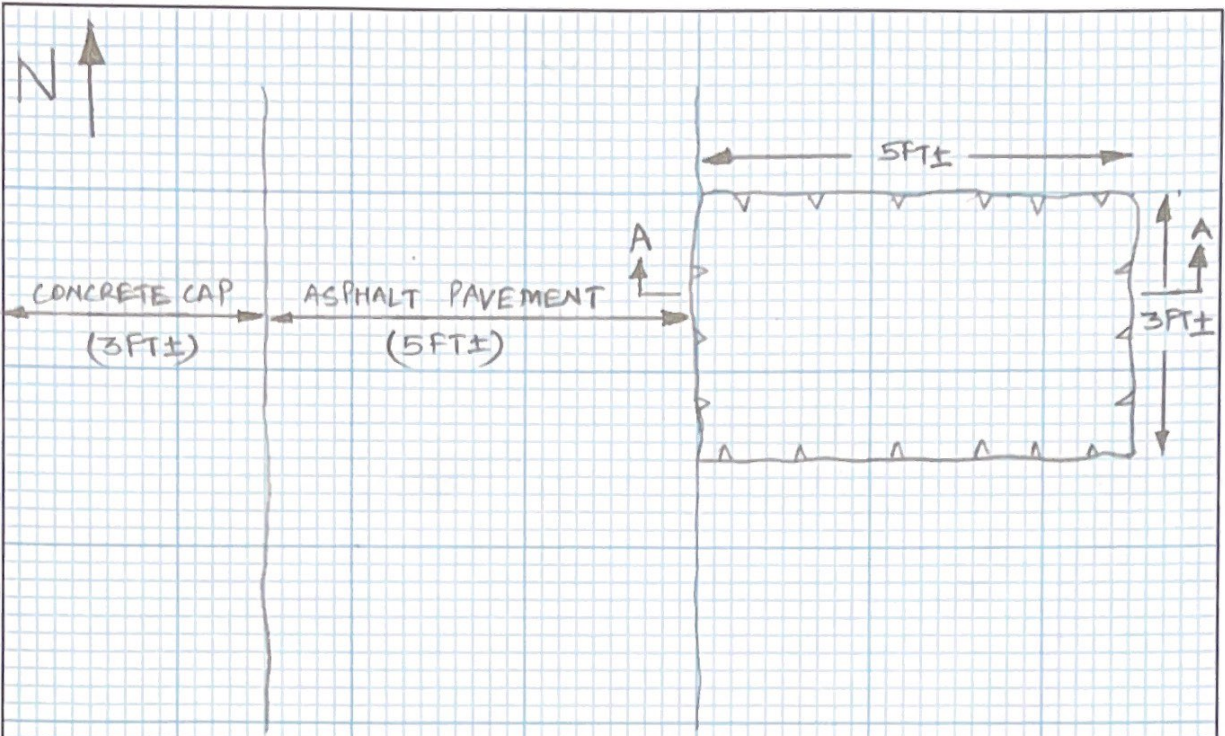 N
5FT±
A
A
CONCRETE CAP
ASPHALT PAVEMENT
3FT±
(3FT±)
(5FT±)